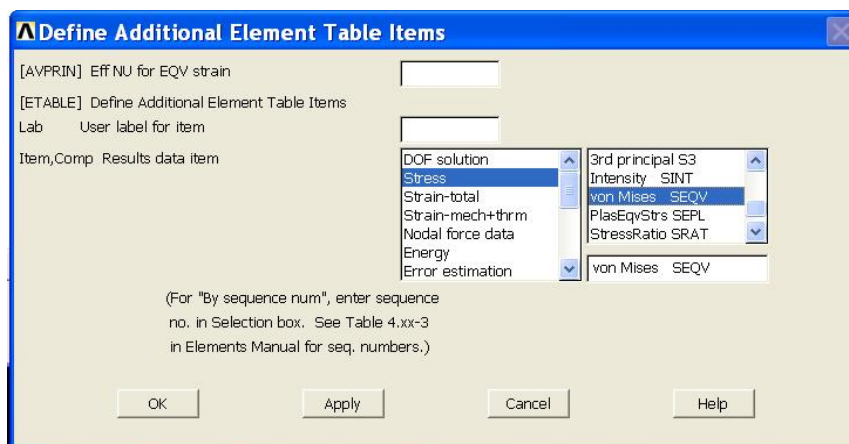 Define Additional Element Table Items
[AVPRIN] Eff NU for EQV strain
[ETABLE] Define Additional Element Table Items
Lab User label for item
Item,Comp Results data item
DOF solution
Stress
Strain-total
Strain-mech+thrm
Nodal force data
Energy
Error estimation
3rd principal S3
Intensity SINT
von Mises SEQV
PlasEqvStrs SEPL
StressRatio SRAT
von Mises SEQV
(For "By sequence num", enter sequence
no. in Selection box. See Table 4.xx-3
in Elements Manual for seq. numbers.)
OK Apply Cancel Help